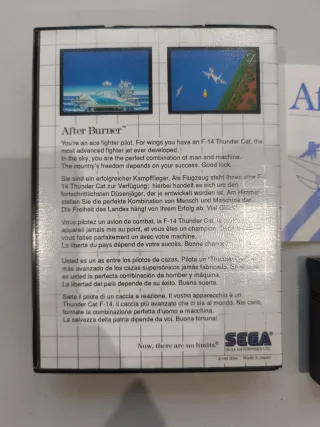 After Burner™
You're an ace fighter pilot. For wings you have an F-14 Thunder Cat, the
most advanced fighter jet ever developed.
In the sky, you are the perfect combination of man and machine.
The country's freedom depends on your success. Good luck.
Sie sind ein erfolgreicher Kampfflieger. Als Flugzeug steht Ihnen eine F-
14 Thunder Cat zur Verfügung; hierbei handelt es sich um den
fortschrittlichsten Düsenjäger, der je entwickelt worden ist. Am Himmel
stellen Sie die perfekte Kombination von Mensch und Maschine dar.
Die Freiheit des Landes hängt von Ihrem Erfolg ab. Viel
Vous pilotez un avion de combat, le F-14 Thunder Cat, le
appareil jamais mis au point, et vous êtes un champion. Dans
vous faites parfaitement un avec votre machine.
La liberté du pays dépend de votre succès. Bonne chance
Usted es un as entre los pilotos de cazas. Pilota un "Thunder
más avanzado de los cazas supersónicos jamás fabricado.
es usted la perfecta combinación de hombre y máquina.
La libertad del país depende de su éxito. Buena suerte.
Siete il pilota di un caccia a reazione. Il vostro apparecchio è un
Thunder Cat F-14, il caccia più avanzato che ci sia al mondo. Nel cielo,
formate la combinazione perfetta d'uomo e macchina.
La salvezza della patria dipende da voi. Buona fortuna!
Now, there are no limits.
SEGA
SEGA ENTERPRISES LTD.
Made in Japan
Af